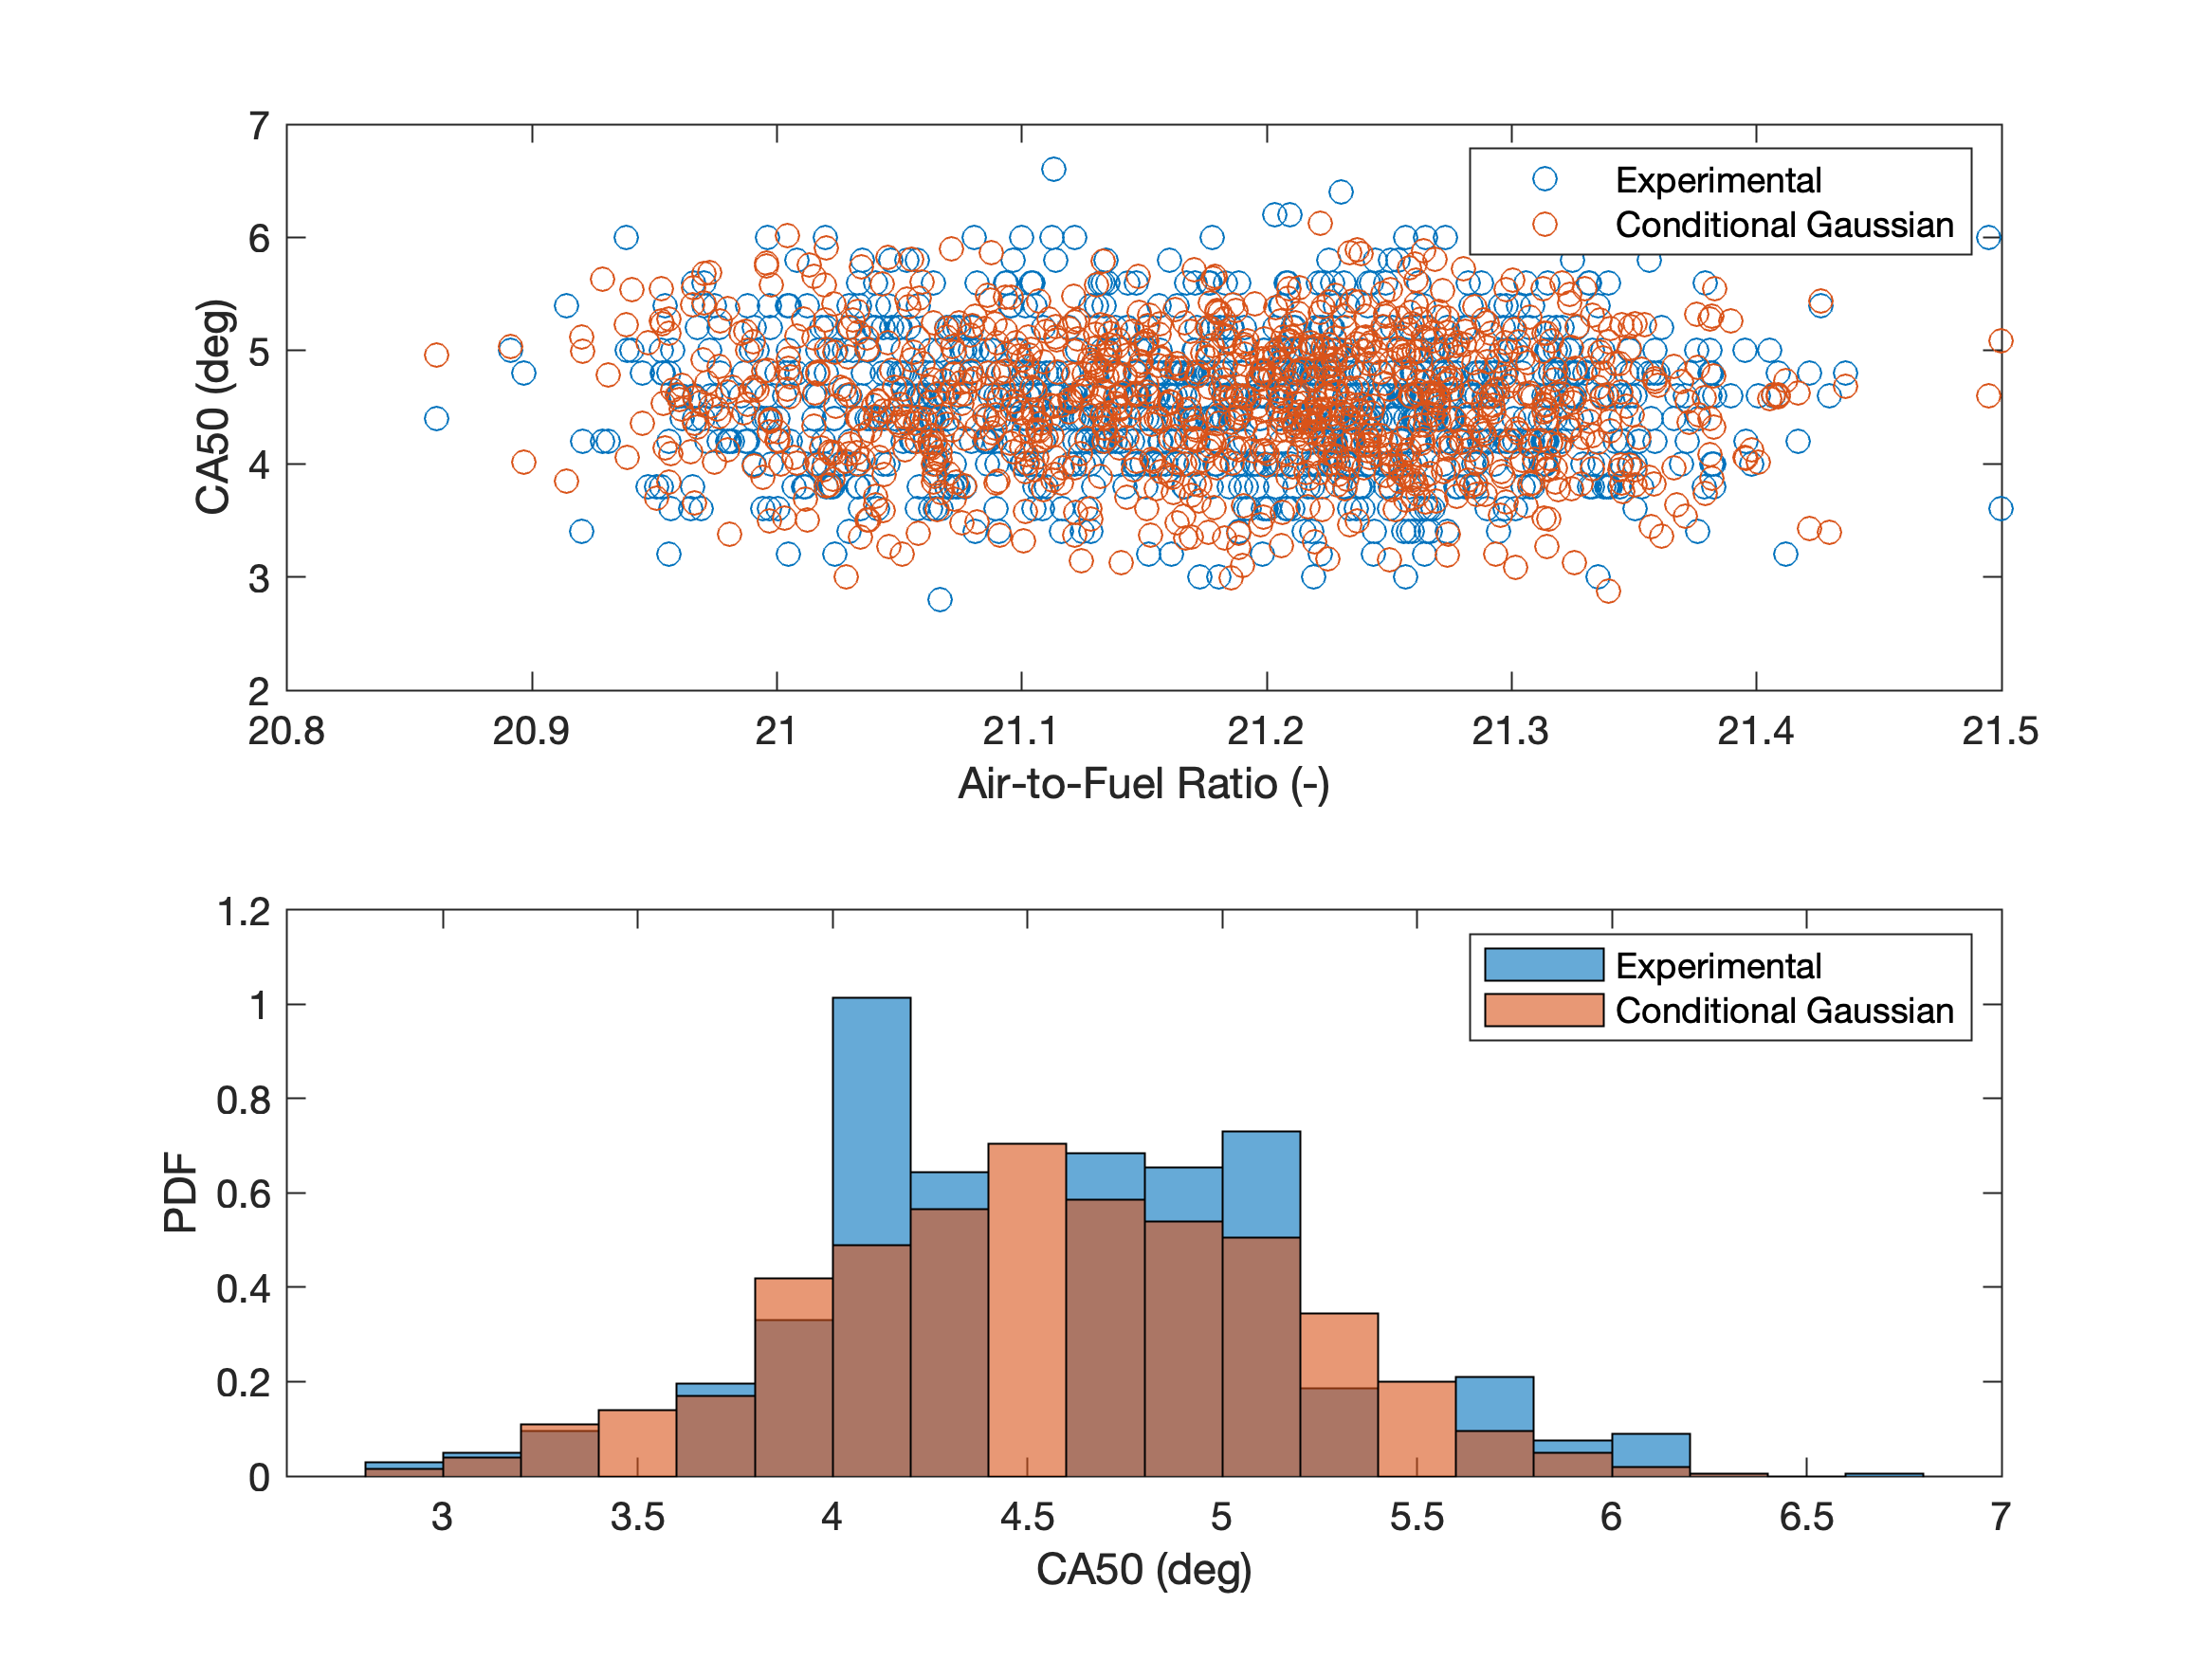 7
6
5
4
3
2
CA50 (deg)
Experimental
Conditional Gaussian
20.8 20.9 21 21.1 21.2 21.3 21.4 21.5
Air-to-Fuel Ratio (-)
1.2
1
0.8
0.6
0.4
0.2
0
PDF
Experimental
Conditional Gaussian
3 3.5 4 4.5 5 5.5 6 6.5 7
CA50 (deg)